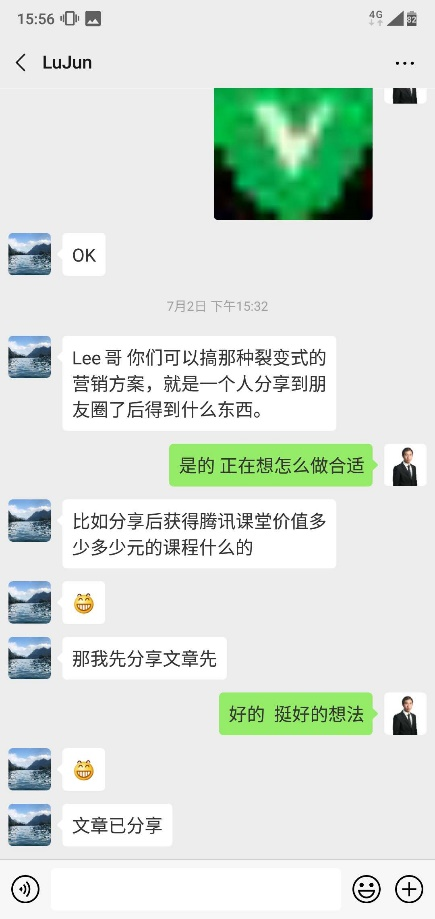 15:56
4G
82
LuJun
OK
7月2日 下午15:32
Lee哥 你们可以搞那种裂变式的
营销方案，就是一个人分享到朋
友圈了后得到什么东西。
是的 正在想怎么做合适
比如分享后获得腾讯课堂价值多
少多少元的课程什么的
那我先分享文章先
好的 挺好的想法
文章已分享